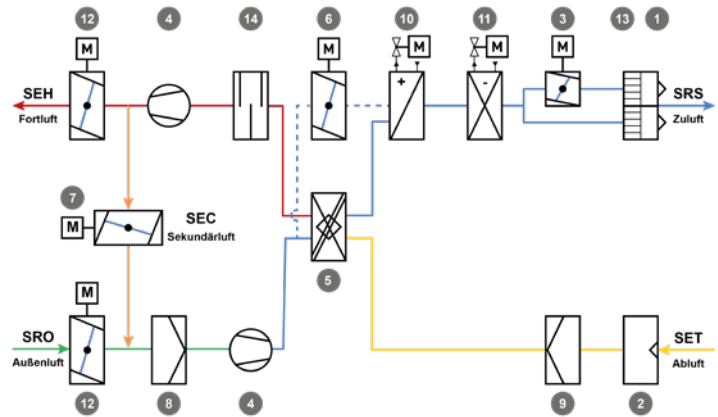 12
4
14
6
10
11
3
13
1
M
M
M
M
M
SEH
Fortluft
+
-
SRS
Zuluft
7
M
SEC
Sekundärluft
5
M
SRO
Außenluft
SET
Abluft
12
8
4
9
2